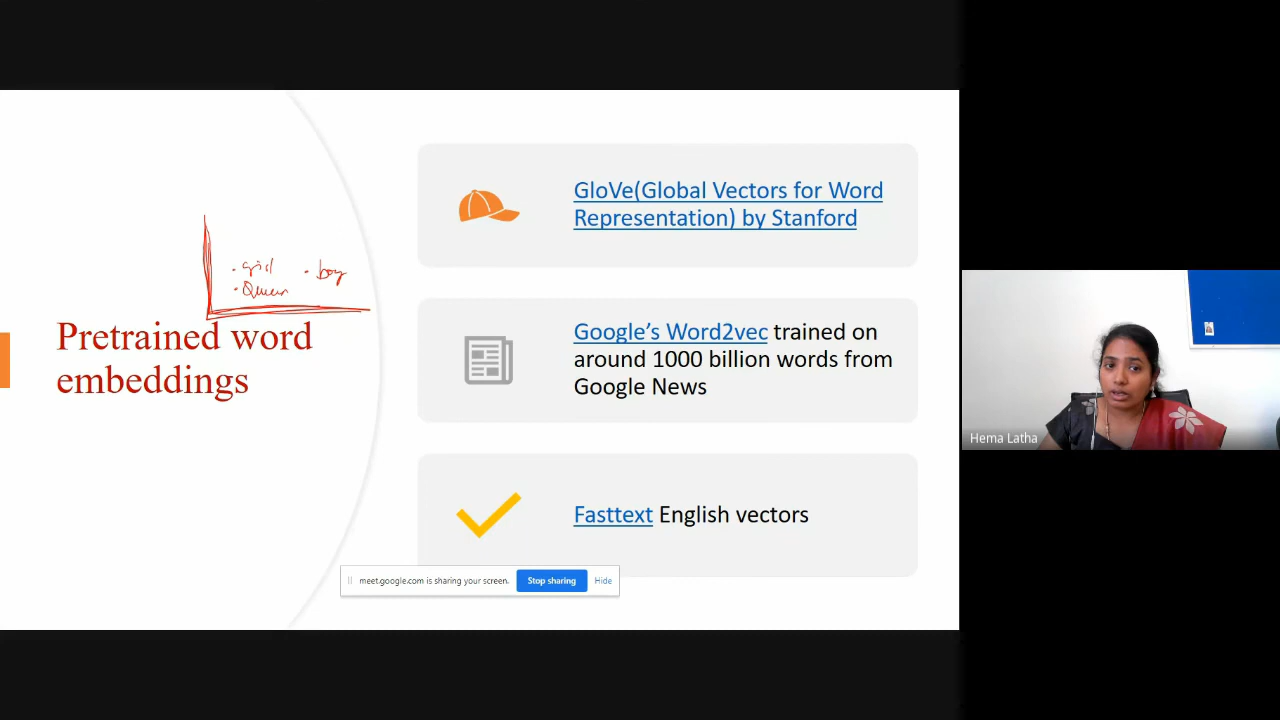 girl
boy
Queen
Pretrained word
embeddings
GloVe(Global Vectors for Word
Representation) by Stanford
Google's Word2vec trained on
around 1000 billion words from
Google News
Fasttext English vectors
meet.google.com is sharing your screen.
Stop sharing
Hide
Hema Latha